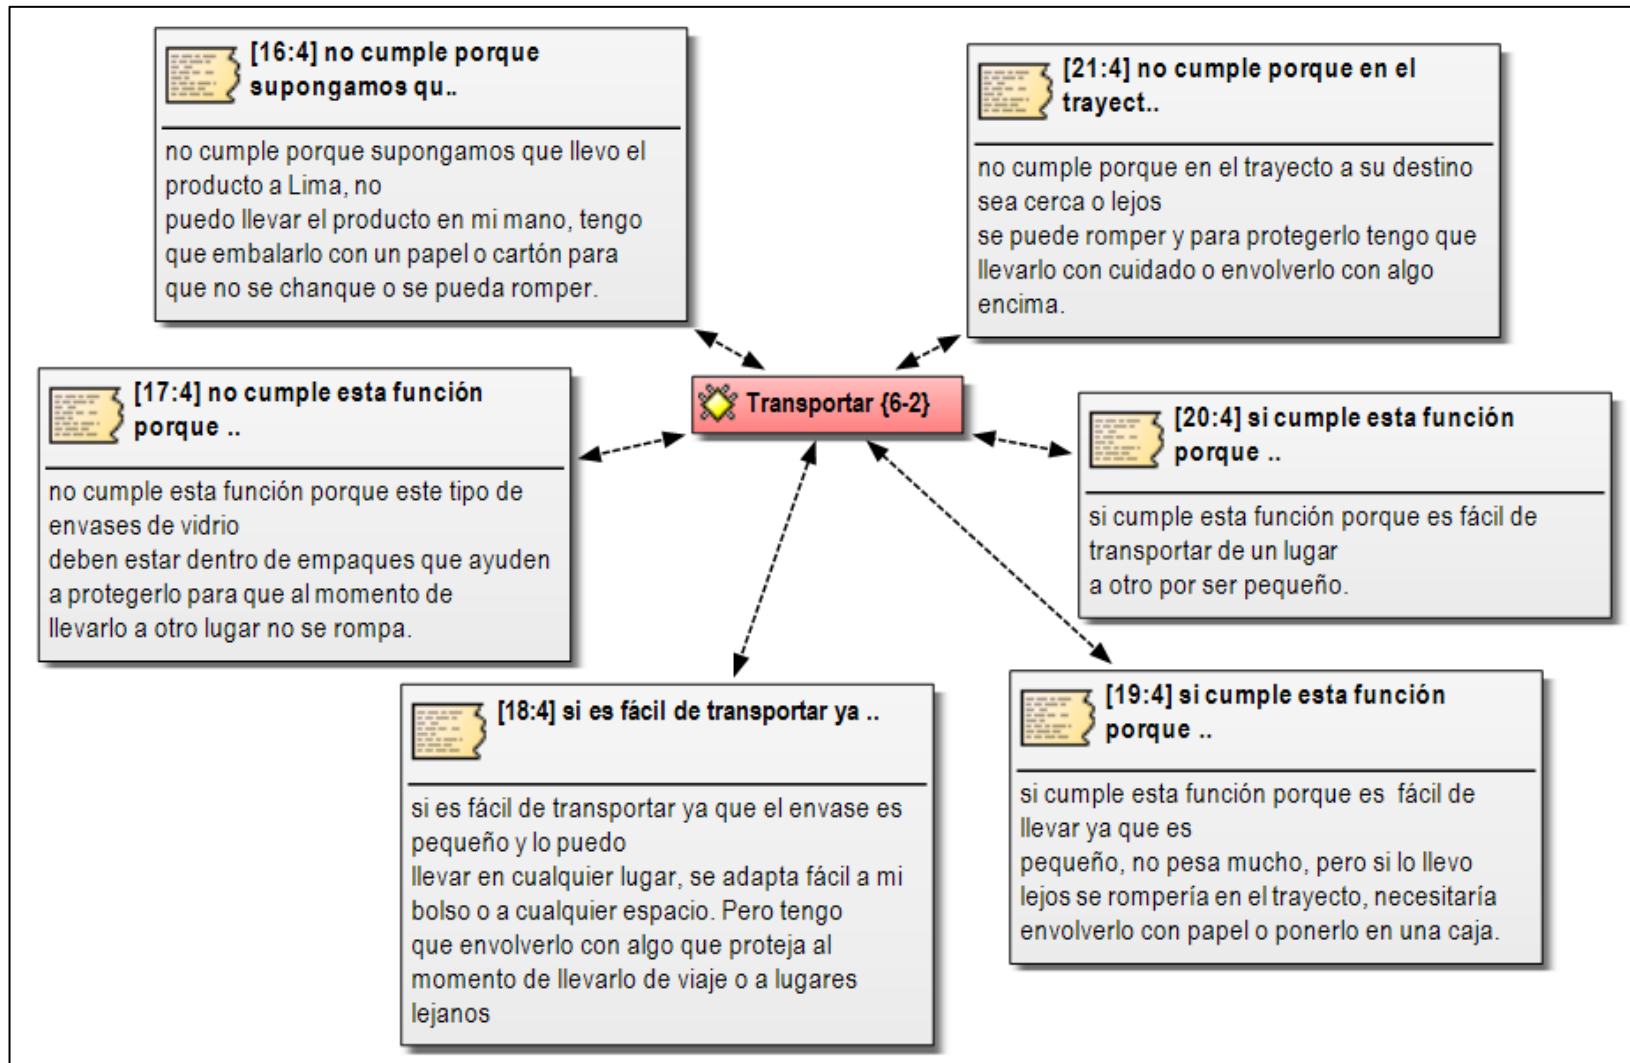 [16:4] no cumple porque
supongamos qu..
no cumple porque supongamos que llevo el
producto a Lima, no
puedo llevar el producto en mi mano, tengo
que embalarlo con un papel o cartón para
que no se chanque o se pueda romper.
[21:4] no cumple porque en el
trayect..
no cumple porque en el trayecto a su destino
sea cerca o lejos
se puede romper y para protegerlo tengo que
llevarlo con cuidado o envolverlo con algo
encima.
Transportar {6-2}
[17:4] no cumple esta función
porque ..
no cumple esta función porque este tipo de
envases de vidrio
deben estar dentro de empaques que ayuden
a protegerlo para que al momento de
llevarlo a otro lugar no se rompa.
[20:4] si cumple esta función
porque ..
si cumple esta función porque es fácil de
transportar de un lugar
a otro por ser pequeño.
[18:4] si es fácil de transportar ya ..
si es fácil de transportar ya que el envase es
pequeño y lo puedo
llevar en cualquier lugar, se adapta fácil a mi
bolso o a cualquier espacio. Pero tengo
que envolverlo con algo que proteja al
momento de llevarlo de viaje o a lugares
lejanos
[19:4] si cumple esta función
porque ..
si cumple esta función porque es  fácil de
llevar ya que es
pequeño, no pesa mucho, pero si lo llevo
lejos se rompería en el trayecto, necesitaría
envolverlo con papel o ponerlo en una caja.